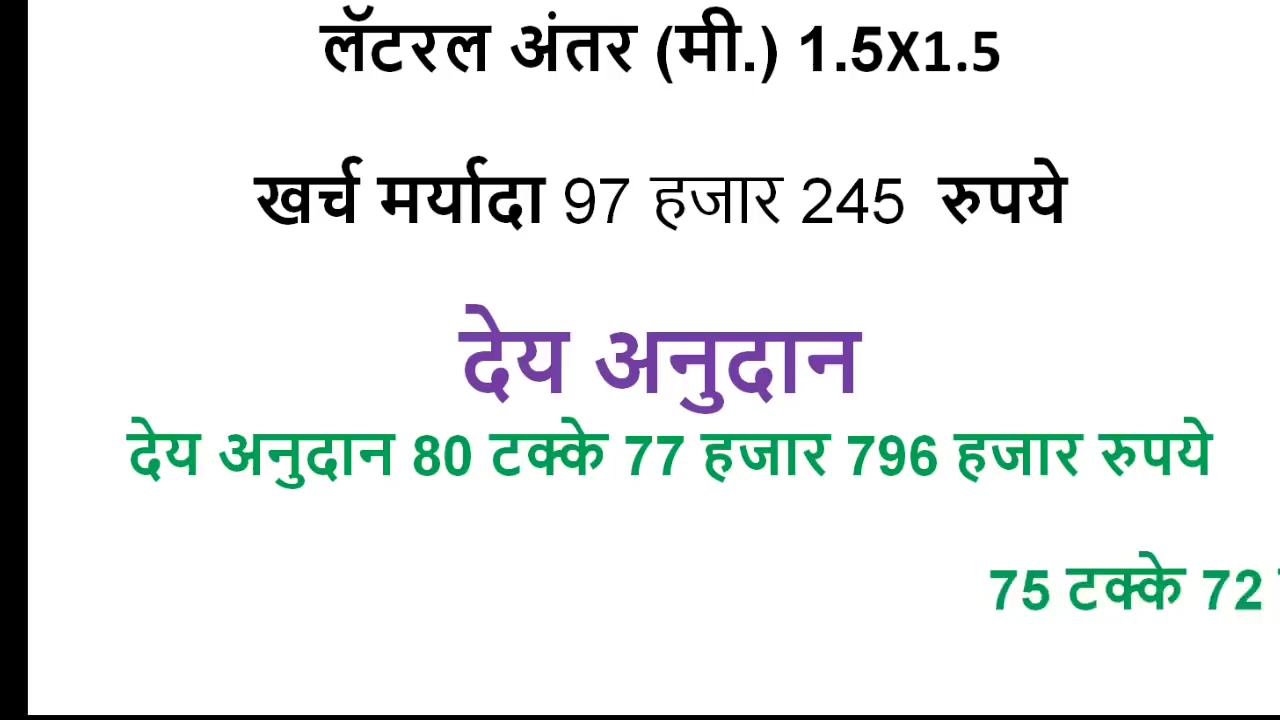 लॅटरल अंतर (मी.) 1.5X1.5
खर्च मर्यादा 97 हजार 245 रुपये
देय अनुदान
देय अनुदान 80 टक्के 77 हजार 796 हजार रुपये
75 टक्के 72